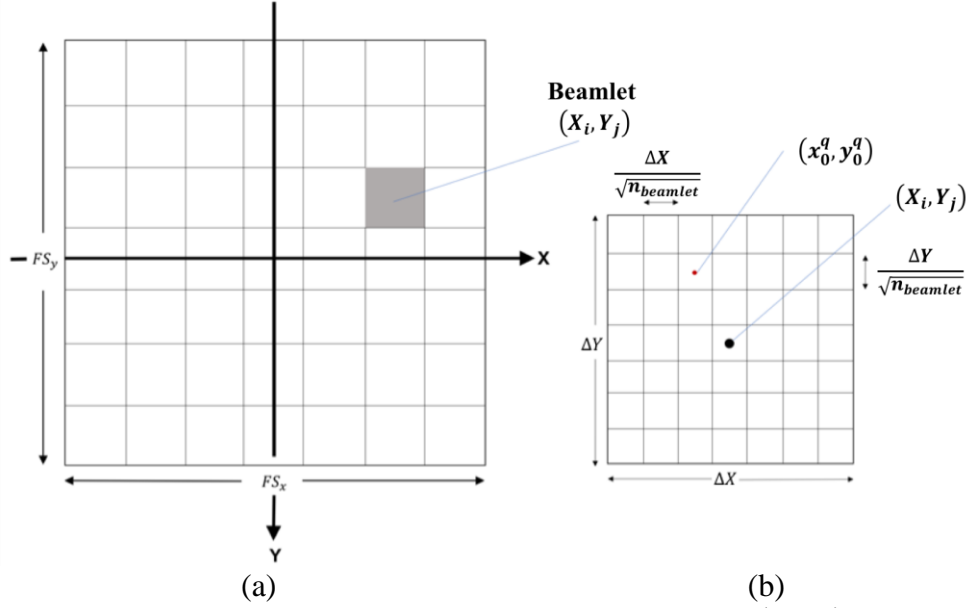 Beamlet
(X_i, Y_j)
X
FS_y
FS_x
Y
(a)
ΔX
√n_beamlet
(x_0^q, y_0^q)
(X_i, Y_j)
ΔY
√n_beamlet
ΔY
ΔX
(b)